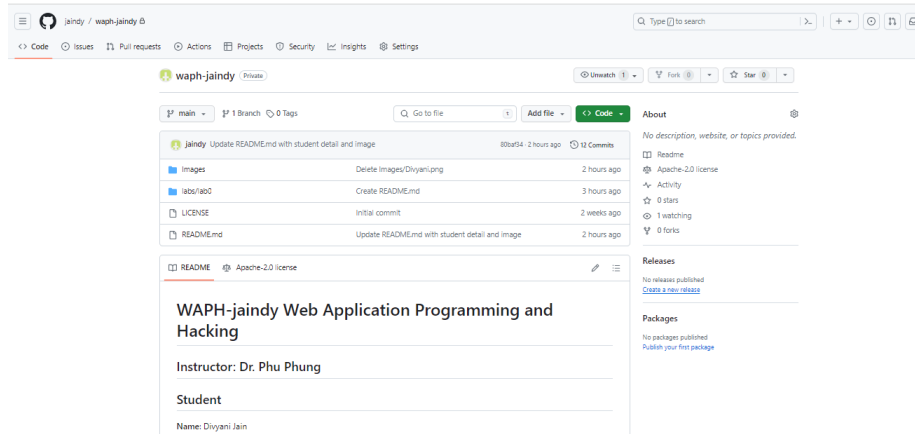 jaindy / waph-jaindy
Type / to search
Code Issues Pull requests Actions Projects Security Insights Settings
waph-jaindy Private
Unwatch 1 Fork 0 Star 0
main 1 Branch 0 Tags Go to file t Add file Code
jaindy Update README.md with student detail and image 80baf34 · 2 hours ago 12 Commits
Images Delete Images/Divyani.png 2 hours ago
labs/lab0 Create README.md 3 hours ago
LICENSE Initial commit 2 weeks ago
README.md Update README.md with student detail and image 2 hours ago
README Apache-2.0 license
WAPH-jaindy Web Application Programming and
Hacking
Instructor: Dr. Phu Phung
Student
Name: Divyani Jain
About
No description, website, or topics provided.
Readme
Apache-2.0 license
Activity
0 stars
1 watching
0 forks
Releases
No releases published
Create a new release
Packages
No packages published
Publish your first package